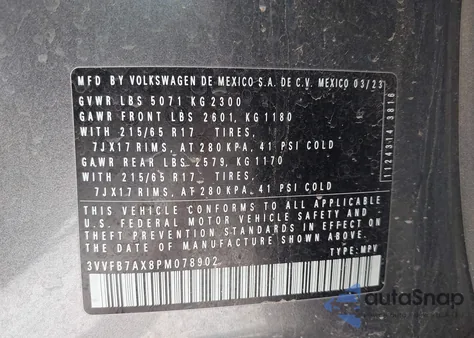 MFD BY VOLKSWAGEN DE MEXICO S.A. DE C.V. MEXICO 03/23
GVWR LBS 5071 KG 2300
GAWR FRONT LBS 2601, KG 1180
WITH 215/65 R17 TIRES,
7JX17 RIMS, AT 280 KPA, 41 PSI COLD
GAWR REAR LBS 2579, KG 1170
WITH 215/65 R17 TIRES,
7JX17 RIMS, AT 280 KPA, 41 PSI COLD
THIS VEHICLE CONFORMS TO ALL APPLICABLE
U.S. FEDERAL MOTOR VEHICLE SAFETY AND
THEFT PREVENTION STANDARDS IN EFFECT ON
THE DATE OF MANUFACTURE SHOWN ABOVE.
3VVFB7AX8PM078902 TYPE: MPV
1124314 3816
autoSnap